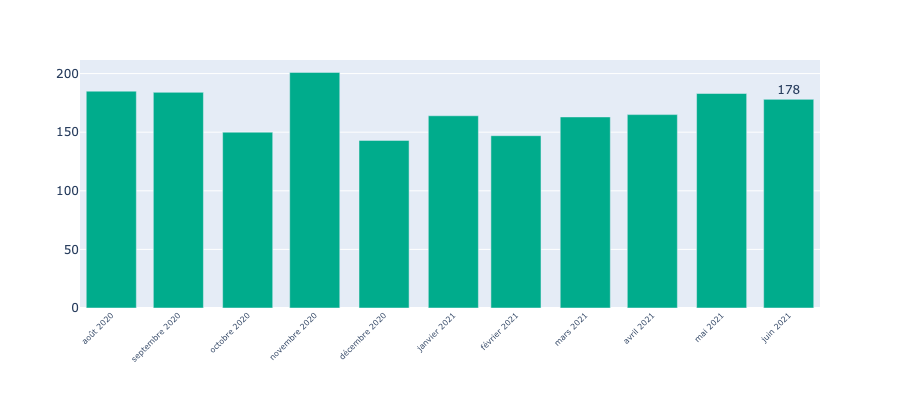 200
178
150
100
50
0
août 2020
septembre 2020
octobre 2020
novembre 2020
décembre 2020
janvier 2021
février 2021
mars 2021
avril 2021
mai 2021
juin 2021